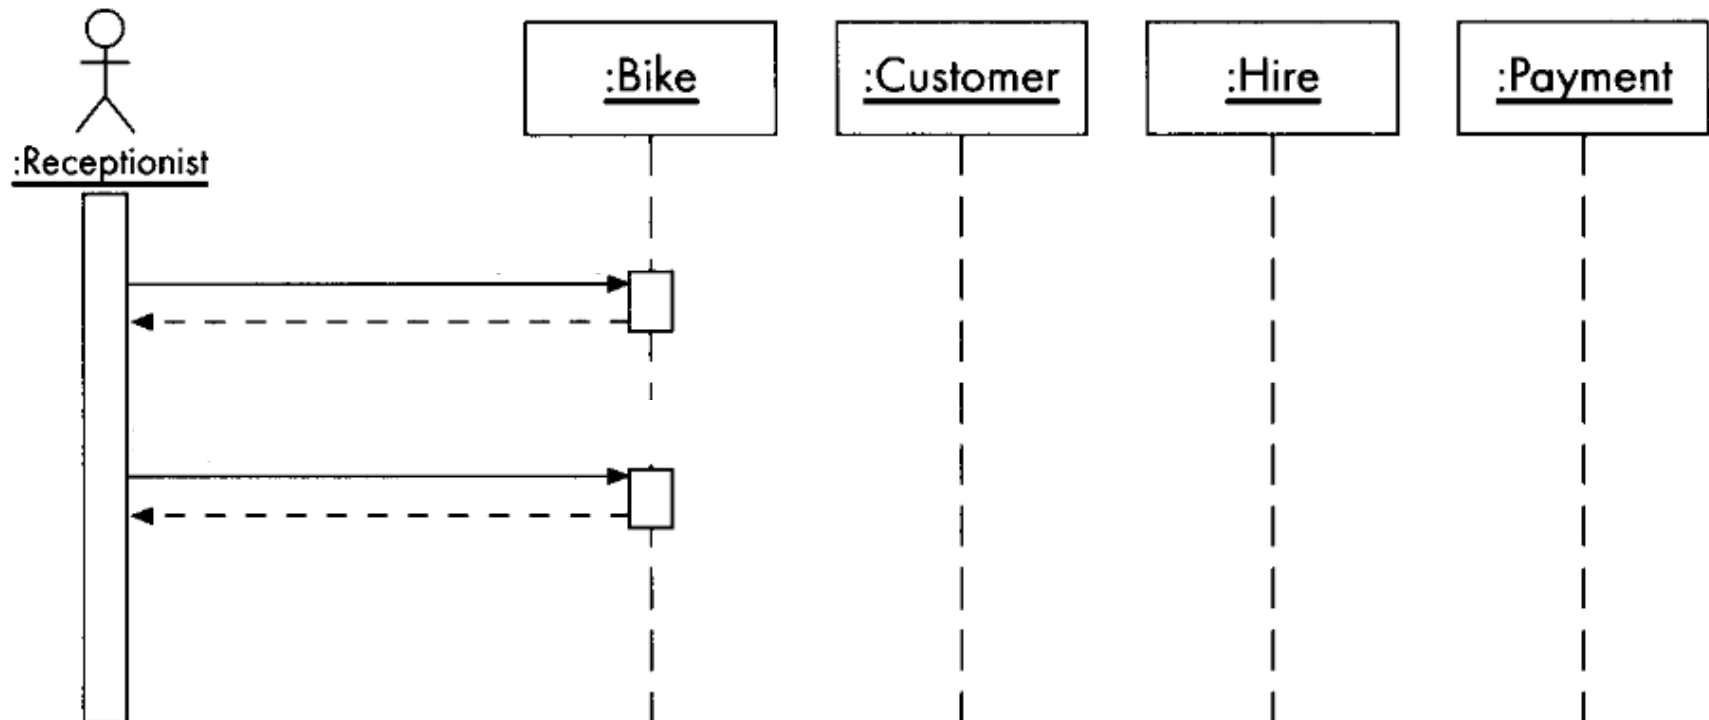 :Receptionist
:Bike
:Customer
:Hire
:Payment